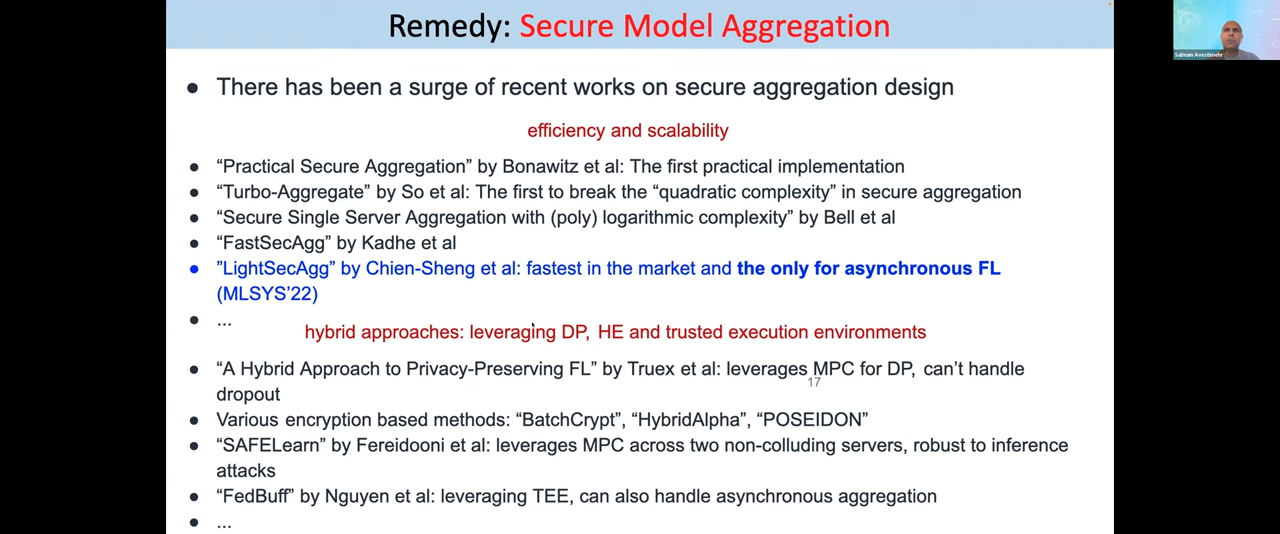 Remedy: Secure Model Aggregation
Salman Avestimehr
● There has been a surge of recent works on secure aggregation design
efficiency and scalability
● “Practical Secure Aggregation” by Bonawitz et al: The first practical implementation
● “Turbo-Aggregate” by So et al: The first to break the “quadratic complexity” in secure aggregation
● “Secure Single Server Aggregation with (poly) logarithmic complexity” by Bell et al
● “FastSecAgg” by Kadhe et al
● ”LightSecAgg” by Chien-Sheng et al: fastest in the market and the only for asynchronous FL
(MLSYS’22)
● ...
hybrid approaches: leveraging DP, HE and trusted execution environments
● “A Hybrid Approach to Privacy-Preserving FL” by Truex et al: leverages MPC for DP, can’t handle
17
dropout
● Various encryption based methods: “BatchCrypt”, “HybridAlpha”, “POSEIDON”
● “SAFELearn” by Fereidooni et al: leverages MPC across two non-colluding servers, robust to inference
attacks
● “FedBuff” by Nguyen et al: leveraging TEE, can also handle asynchronous aggregation
● ...